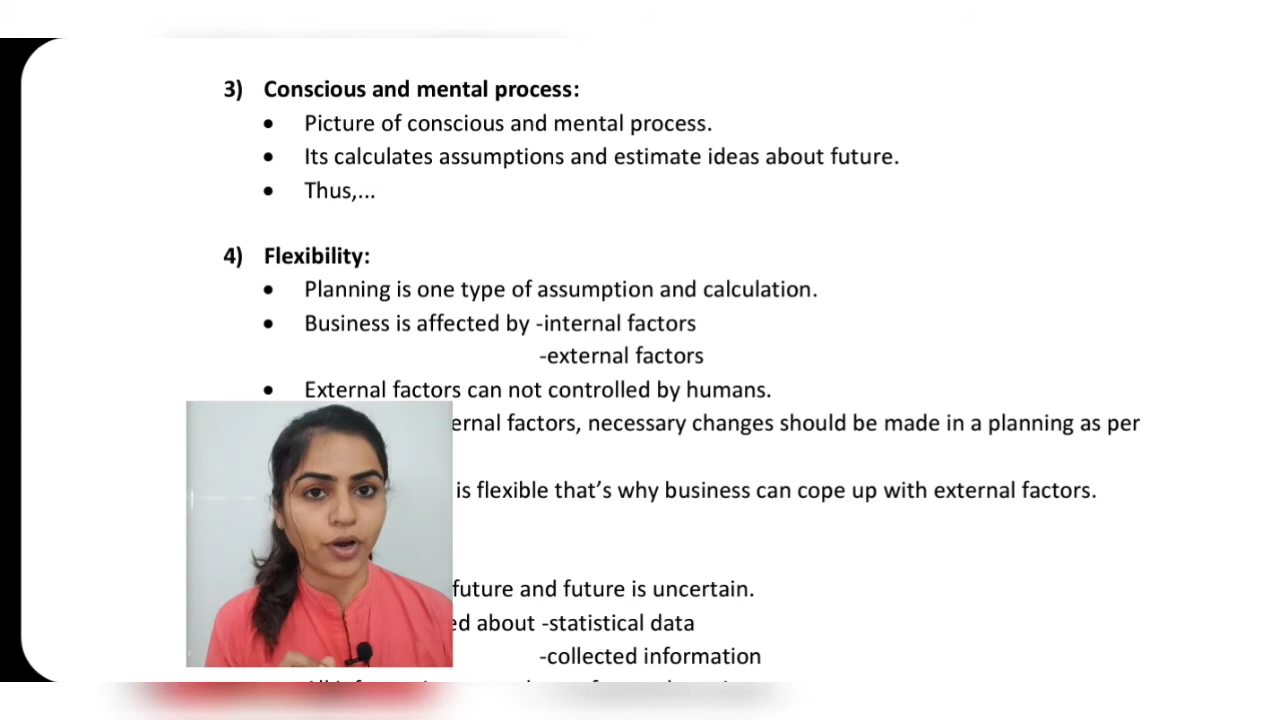 3) Conscious and mental process:
• Picture of conscious and mental process.
• Its calculates assumptions and estimate ideas about future.
• Thus,...
4) Flexibility:
• Planning is one type of assumption and calculation.
• Business is affected by -internal factors
-external factors
• External factors can not controlled by humans.
ernal factors, necessary changes should be made in a planning as per
is flexible that's why business can cope up with external factors.
future and future is uncertain.
ed about -statistical data
-collected information